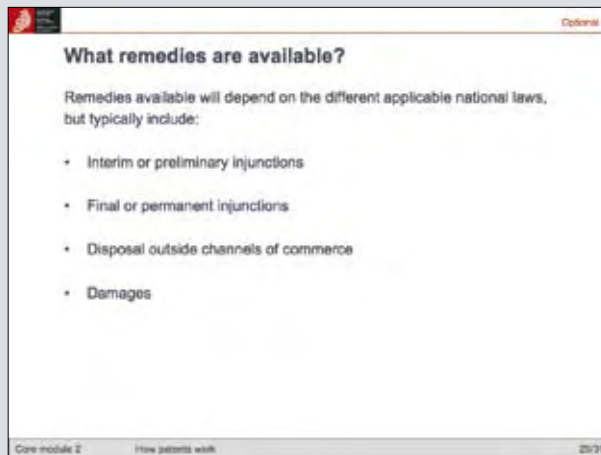 Optional
What remedies are available?
Remedies available will depend on the different applicable national laws,
but typically include:
• Interim or preliminary injunctions
• Final or permanent injunctions
• Disposal outside channels of commerce
• Damages
Core module 2 How patents work